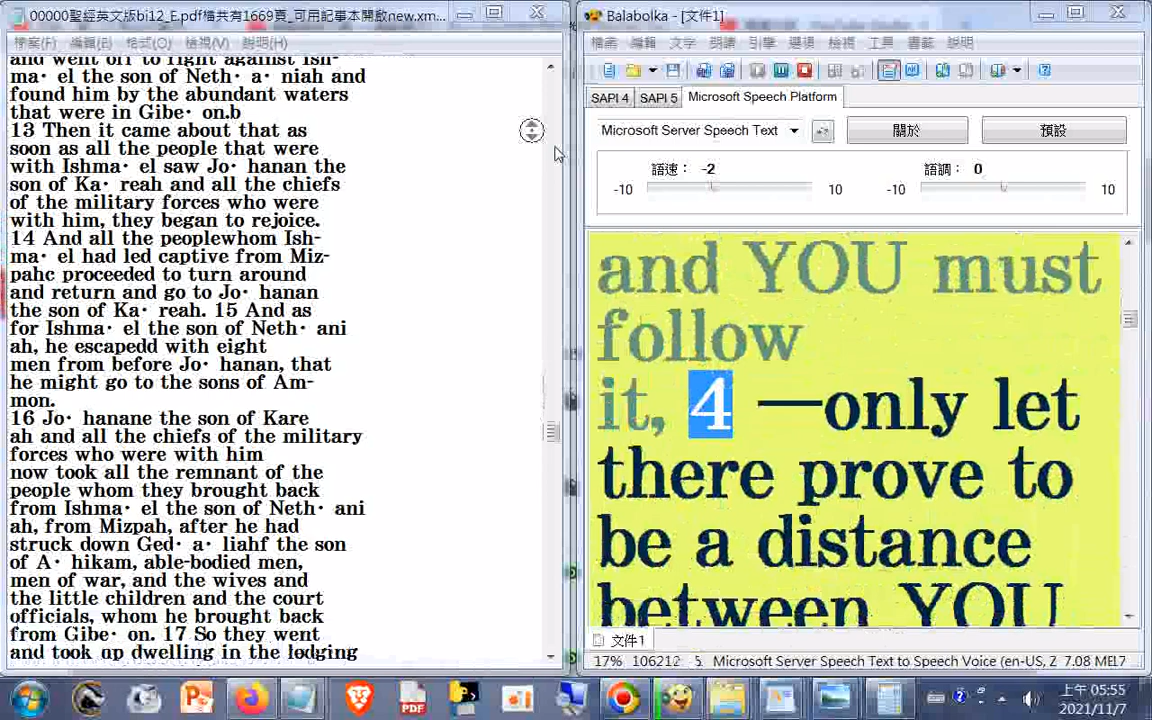 00000聖經英文版bi12_E.pdf檔共有1669頁_可用記事本開啟new.xm...
檔案(F) 編輯(E) 格式(O) 檢視(V) 說明(H)
and went off to fight against Ish-
ma· el the son of Neth· a· niah and
found him by the abundant waters
that were in Gibe· on.b
13 Then it came about that as
soon as all the people that were
with Ishma· el saw Jo· hanan the
son of Ka· reah and all the chiefs
of the military forces who were
with him, they began to rejoice.
14 And all the peoplewhom Ish-
ma· el had led captive from Miz-
pahc proceeded to turn around
and return and go to Jo· hanan
the son of Ka· reah. 15 And as
for Ishma· el the son of Neth· ani
ah, he escapedd with eight
men from before Jo· hanan, that
he might go to the sons of Am-
mon.
16 Jo· hanane the son of Kare
ah and all the chiefs of the military
forces who were with him
now took all the remnant of the
people whom they brought back
from Ishma· el the son of Neth· ani
ah, from Mizpah, after he had
struck down Ged· a· liahf the son
of A· hikam, able-bodied men,
men of war, and the wives and
the little children and the court
officials, whom he brought back
from Gibe· on. 17 So they went
and took up dwelling in the lodging
Balabolka - [文件1]
檔案 編輯 文字 朗讀 引擎 選項 檢視 工具 書籤 說明
SAPI 4 SAPI 5 Microsoft Speech Platform
Microsoft Server Speech Text 關於 預設
語速： -2 語調： 0
-10 10 -10 10
and YOU must
follow
it, 4 —only let
there prove to
be a distance
between YOU
文件1
17% 106212 Microsoft Server Speech Text to Speech Voice (en-US, Z 7.08 MB
上午 05:55
2021/11/7